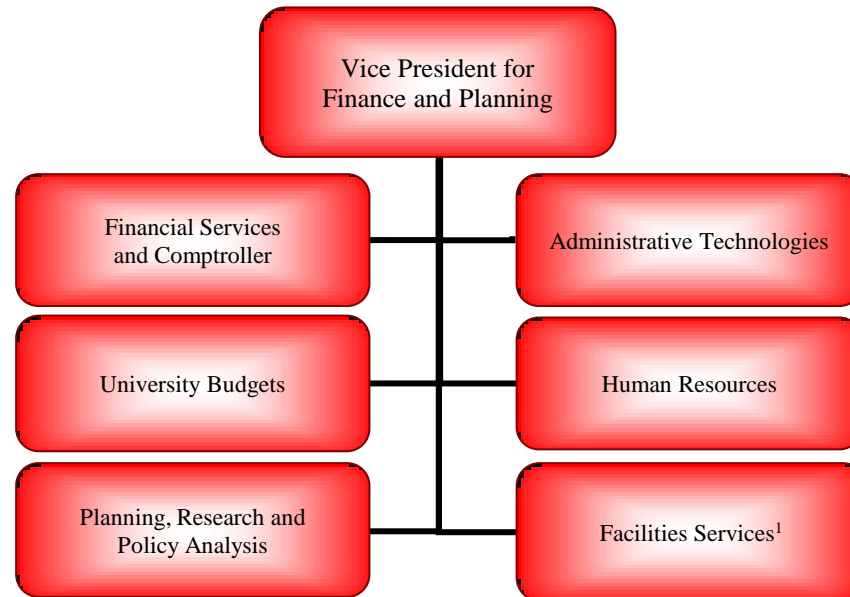 Vice President for
Finance and Planning
Financial Services
and Comptroller
Administrative Technologies
University Budgets
Human Resources
Planning, Research and
Policy Analysis
Facilities Services¹